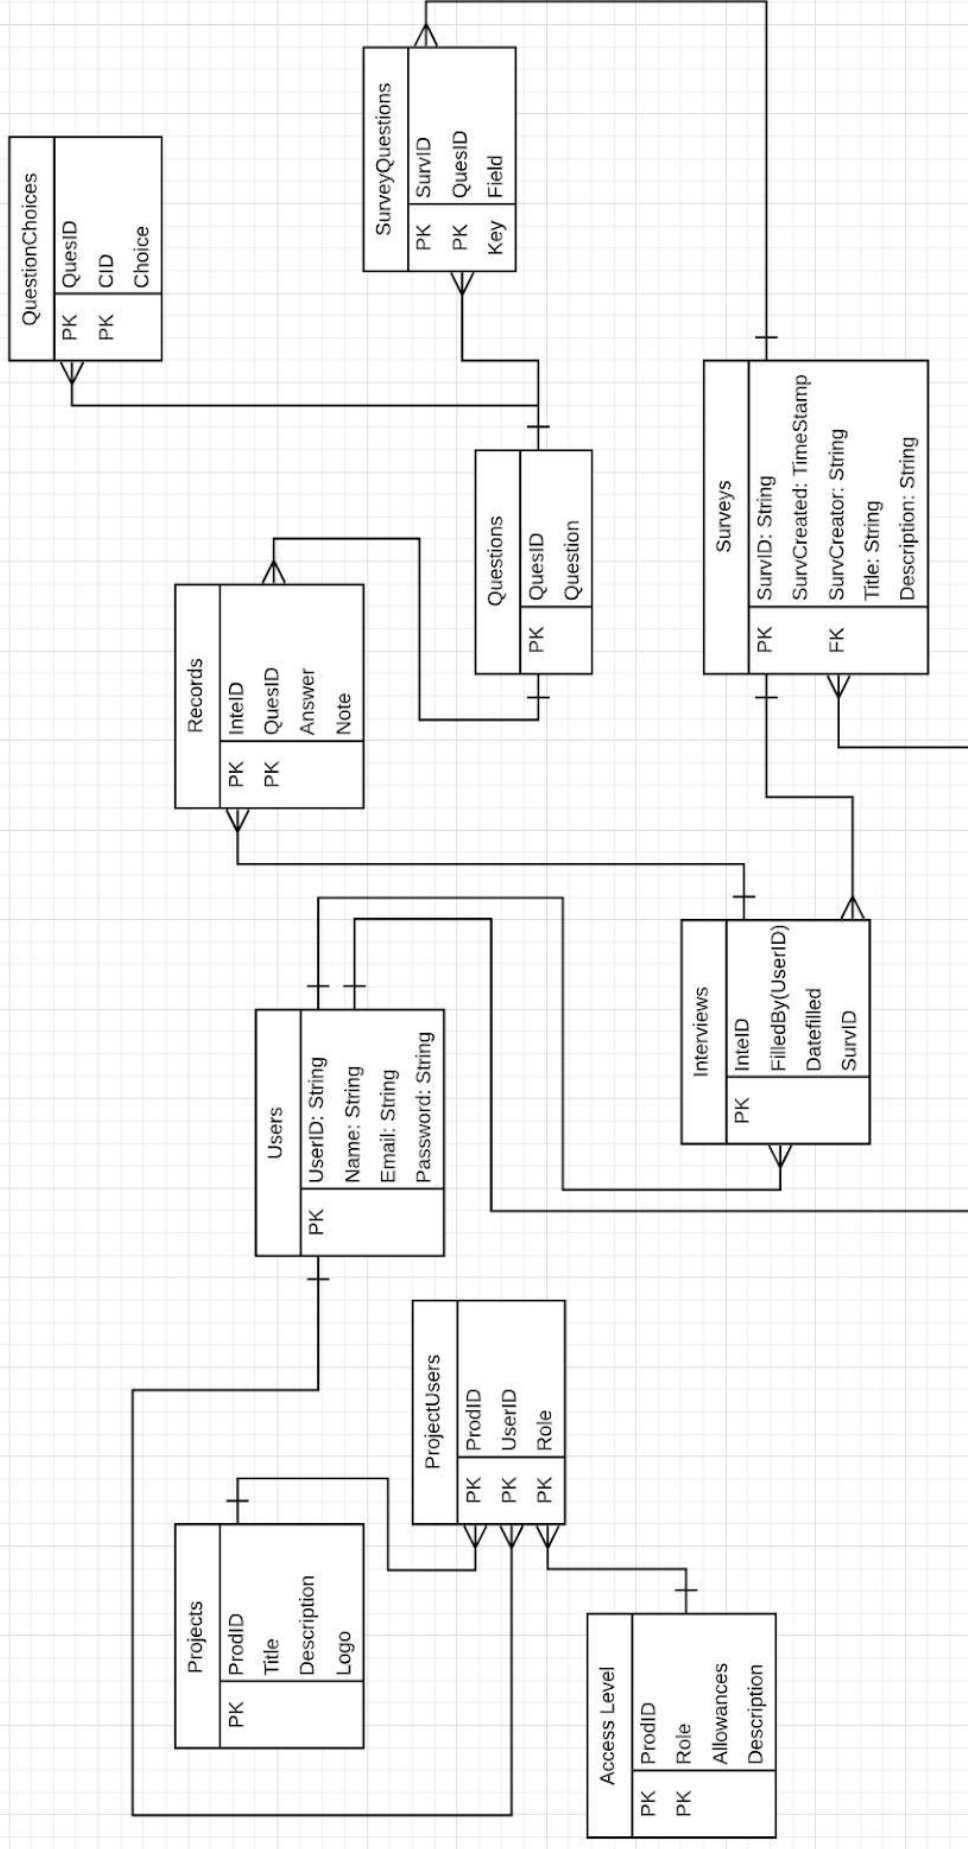 Projects
PK ProdID
Title
Description
Logo
Access Level
PK ProdID
PK Role
Allowances
Description
ProjectUsers
PK ProdID
PK UserID
PK Role
Users
PK UserID: String
Name: String
Email: String
Password: String
Interviews
PK InteID
FilledBy(UserID)
Datefilled
SurvID
Records
PK InteID
PK QuesID
Answer
Note
Questions
PK QuesID
Question
Surveys
PK SurvID: String
SurvCreated: TimeStamp
FK SurvCreator: String
Title: String
Description: String
QuestionChoices
PK QuesID
PK CID
Choice
SurveyQuestions
PK SurvID
PK QuesID
Key Field